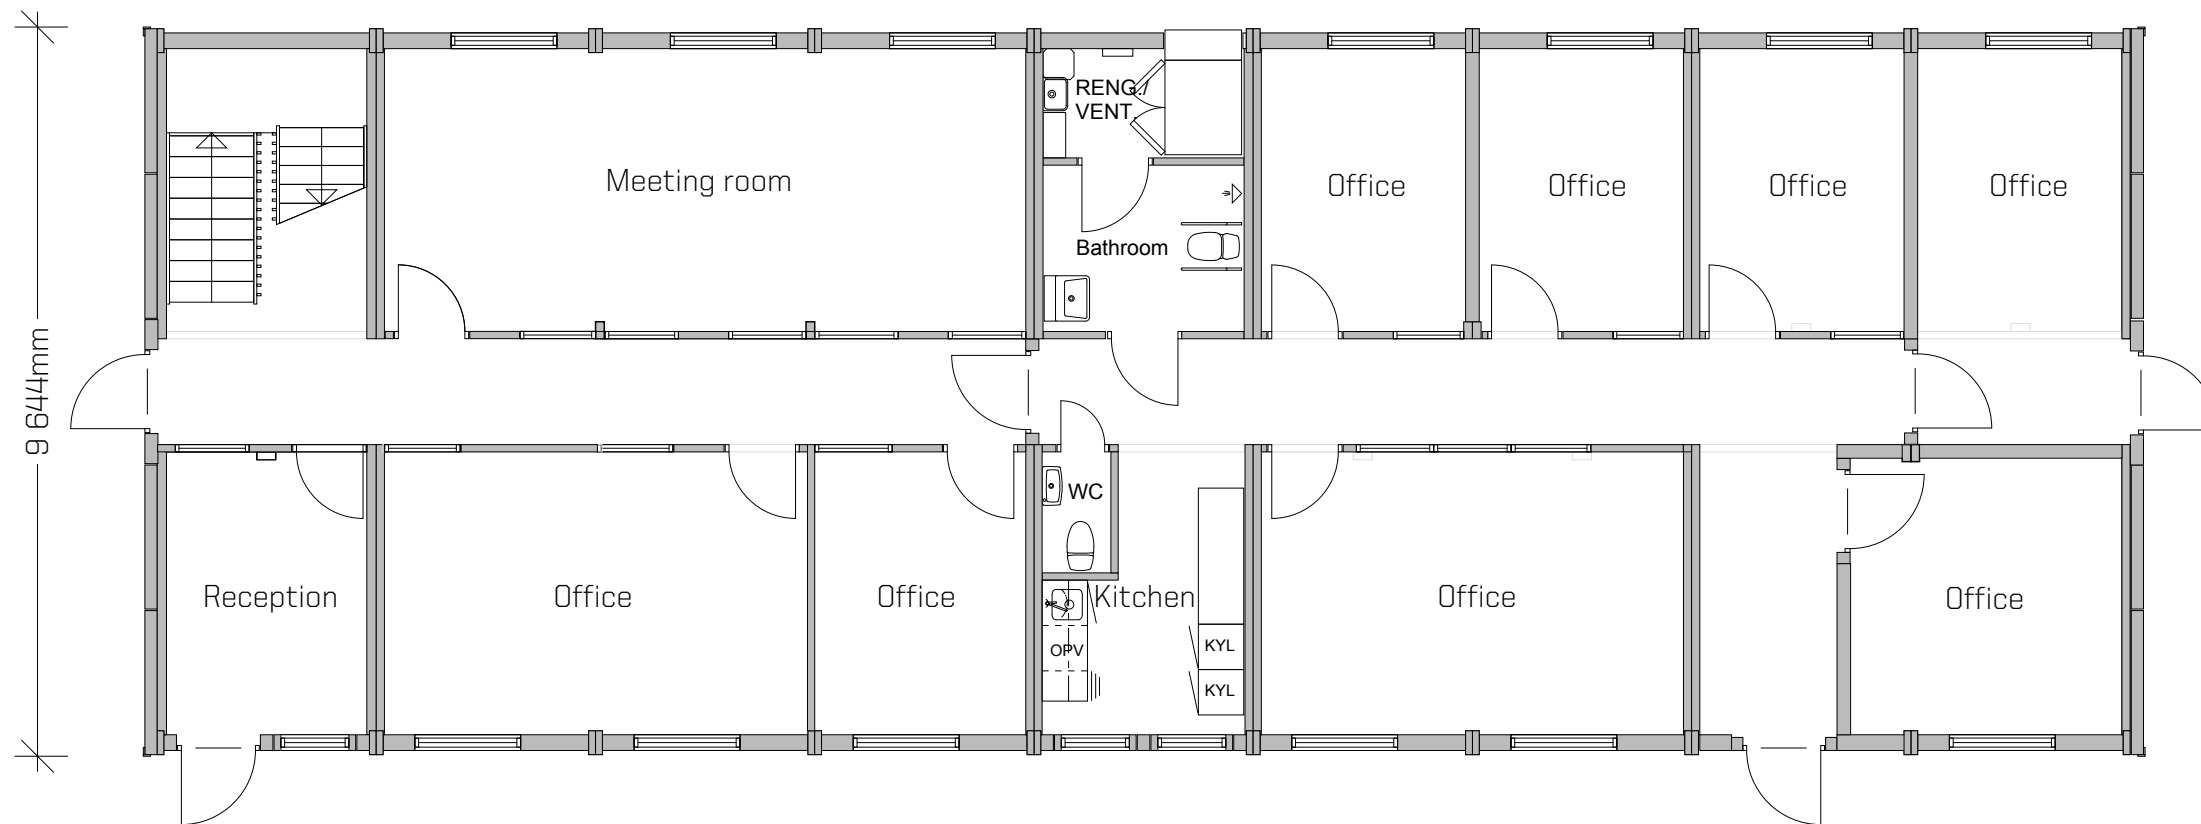 9 644mm
Meeting room
RENG./
VENT.
Bathroom
Office
Office
Office
Office
Reception
Office
Office
WC
Kitchen
OPV
KYL
KYL
Office
Office